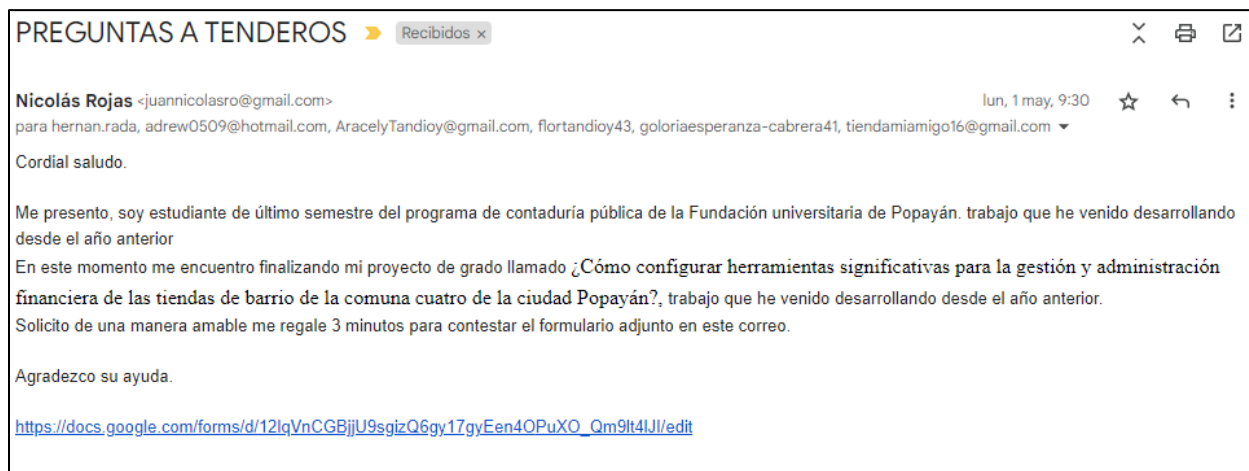 PREGUNTAS A TENDEROS Recibidos x
Nicolás Rojas <juannicolasro@gmail.com> lun, 1 may, 9:30
para hernan.rada, adrew0509@hotmail.com, AracelyTandioy@gmail.com, flortandioy43, goloriaesperanza-cabrera41, tiendamiamigo16@gmail.com
Cordial saludo.
Me presento, soy estudiante de último semestre del programa de contaduría pública de la Fundación universitaria de Popayán. trabajo que he venido desarrollando
desde el año anterior
En este momento me encuentro finalizando mi proyecto de grado llamado ¿Cómo configurar herramientas significativas para la gestión y administración
financiera de las tiendas de barrio de la comuna cuatro de la ciudad Popayán?, trabajo que he venido desarrollando desde el año anterior.
Solicito de una manera amable me regale 3 minutos para contestar el formulario adjunto en este correo.
Agradezco su ayuda.
https://docs.google.com/forms/d/12lqVnCGBjjU9sgizQ6gy17gyEen4OPuXO_Qm9lt4lJI/edit